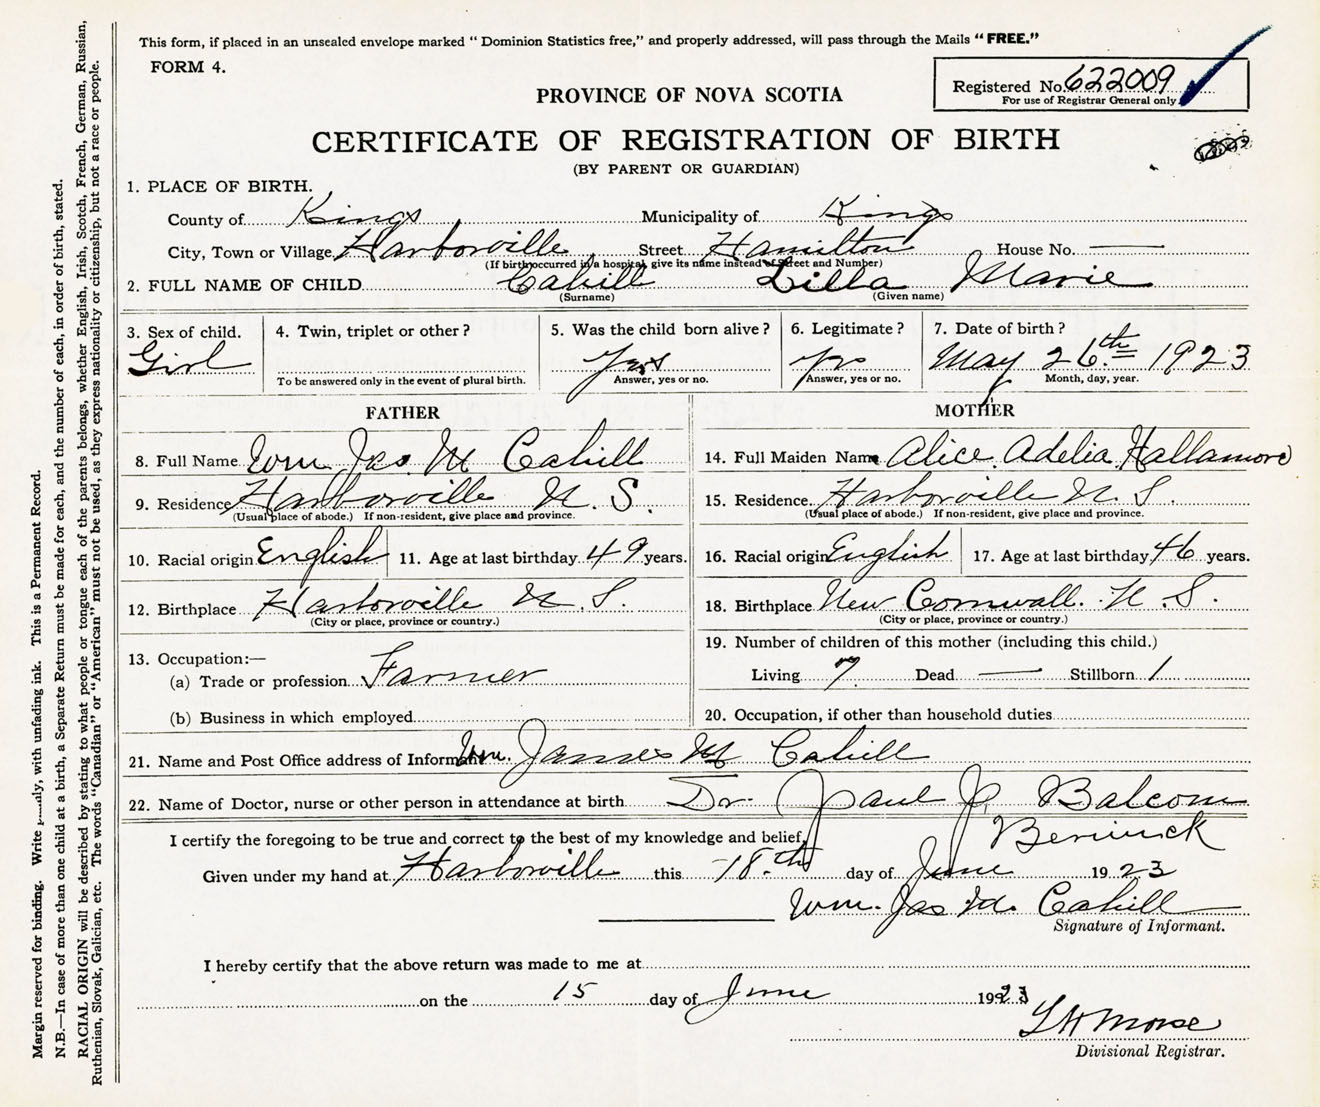 This form, if placed in an unsealed envelope marked " Dominion Statistics free," and properly addressed, will pass through the Mails " FREE."
FORM 4.
Registered No. 622009
For use of Registrar General only
PROVINCE OF NOVA SCOTIA
CERTIFICATE OF REGISTRATION OF BIRTH
(BY PARENT OR GUARDIAN)
1. PLACE OF BIRTH.
County of Kings Municipality of Kings
City, Town or Village Harborville Street Hamilton House No. —
(If birth occurred in a hospital, give its name instead of Street and Number)
2. FULL NAME OF CHILD Cahill Lilla Marie
(Surname) (Given name)
3. Sex of child. 4. Twin, triplet or other ? 5. Was the child born alive ? 6. Legitimate ? 7. Date of birth ?
Girl yes yes May 26th 1923
To be answered only in the event of plural birth. Answer, yes or no. Answer, yes or no. Month, day, year.
FATHER
8. Full Name Wm Jas M Cahill
9. Residence Harborville N. S.
(Usual place of abode.) If non-resident, give place and province.
10. Racial origin English 11. Age at last birthday 49 years.
12. Birthplace Harborville N. S.
(City or place, province or country.)
13. Occupation:—
(a) Trade or profession Farmer
(b) Business in which employed
MOTHER
14. Full Maiden Name Alice Adelia Hallamore
15. Residence Harborville N. S.
(Usual place of abode.) If non-resident, give place and province.
16. Racial origin English 17. Age at last birthday 46 years.
18. Birthplace New Cornwall. N. S.
(City or place, province or country.)
19. Number of children of this mother (including this child.)
Living 7 Dead — Stillborn 1
20. Occupation, if other than household duties
21. Name and Post Office address of Informant Wm. James M Cahill
22. Name of Doctor, nurse or other person in attendance at birth Dr. Paul P. Balcom
Berwick
I certify the foregoing to be true and correct to the best of my knowledge and belief,
Given under my hand at Harborville this 18.th day of June 1923
Wm. Jas M. Cahill
Signature of Informant.
I hereby certify that the above return was made to me at
on the 15 day of June 1923
L H Morse
Divisional Registrar.
Margin reserved for binding. Write with unfading ink. This is a Permanent Record.
N.B.—In case of more than one child at a birth, a Separate Return must be made for each, and the number of each, in order of birth, stated.
RACIAL ORIGIN will be described by stating to what people or tongue each of the parents belongs, whether English, Irish, Scotch, French, German, Russian,
Ruthenian, Slovak, Galician, etc. The words "Canadian" or "American" must not be used, as they express nationality or citizenship, but not a race or people.